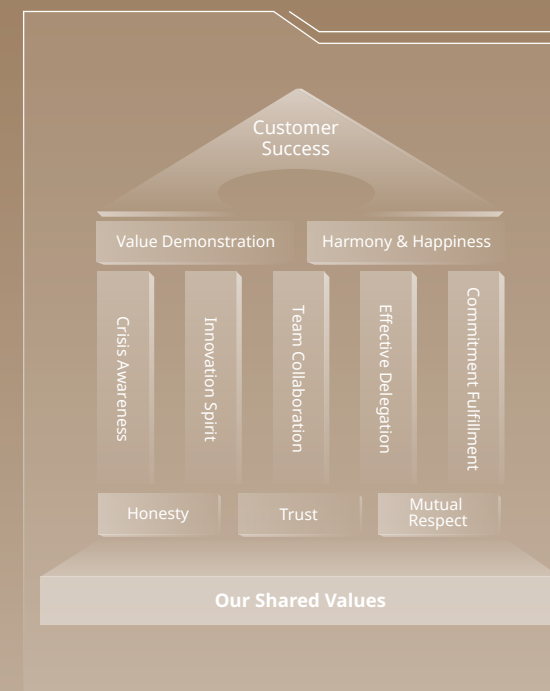 Customer
Success
Value Demonstration
Harmony & Happiness
Crisis Awareness
Innovation Spirit
Team Collaboration
Effective Delegation
Commitment Fulfillment
Honesty
Trust
Mutual
Respect
Our Shared Values